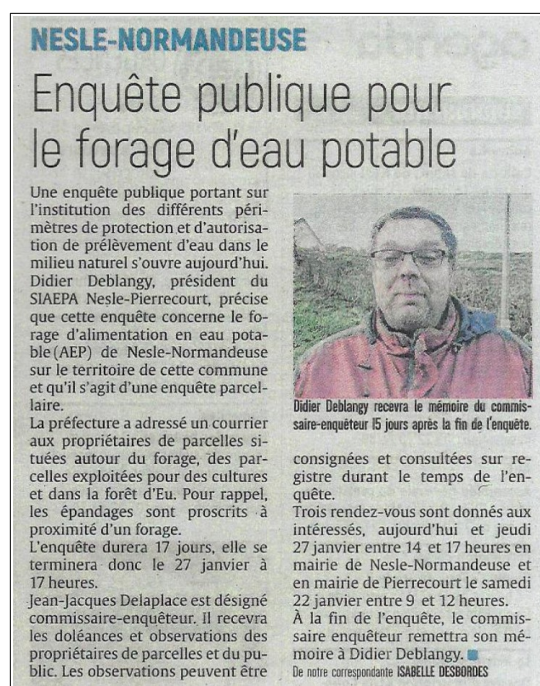 NESLE-NORMANDEUSE
Enquête publique pour
le forage d'eau potable
Une enquête publique portant sur
l'institution des différents péri-
mètres de protection et d'autorisa-
tion de prélèvement d'eau dans le
milieu naturel s'ouvre aujourd'hui.
Didier Deblangy, président du
SIAEPA Nesle-Pierrecourt, précise
que cette enquête concerne le fo-
rage d'alimentation en eau pota-
ble (AEP) de Nesle-Normandeuse
sur le territoire de cette commune
et qu'il s'agit d'une enquête parcel-
laire.
La préfecture a adressé un courrier
aux propriétaires de parcelles si-
tuées autour du forage, des par-
celles exploitées pour des cultures
et dans la forêt d'Eu. Pour rappel,
les épandages sont proscrits à
proximité d'un forage.
L'enquête durera 17 jours, elle se
terminera donc le 27 janvier à
17 heures.
Jean-Jacques Delaplace est désigné
commissaire-enquêteur. Il recevra
les doléances et observations des
propriétaires de parcelles et du pu-
blic. Les observations peuvent être
Didier Deblangy recevra le mémoire du commis-
saire-enquêteur 15 jours après la fin de l'enquête.
consignées et consultées sur re-
gistre durant le temps de l'en-
quête.
Trois rendez-vous sont donnés aux
intéressés, aujourd'hui et jeudi
27 janvier entre 14 et 17 heures en
mairie de Nesle-Normandeuse et
en mairie de Pierrecourt le samedi
22 janvier entre 9 et 12 heures.
À la fin de l'enquête, le commis-
saire enquêteur remettra son mé-
moire à Didier Deblangy.
De notre correspondante ISABELLE DESBORDES